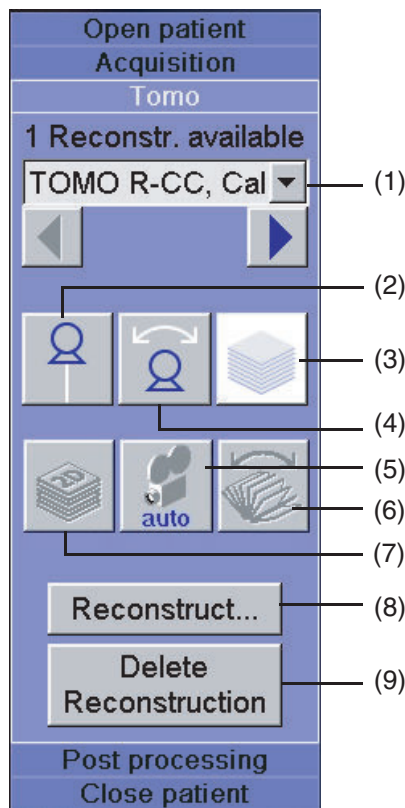 Open patient
Acquisition
Tomo
1 Reconstr. available
TOMO R-CC, Cal
(1)
(2)
(3)
(4)
2D
auto
(5)
(6)
(7)
Reconstruct...
(8)
Delete
Reconstruction
(9)
Post processing
Close patient